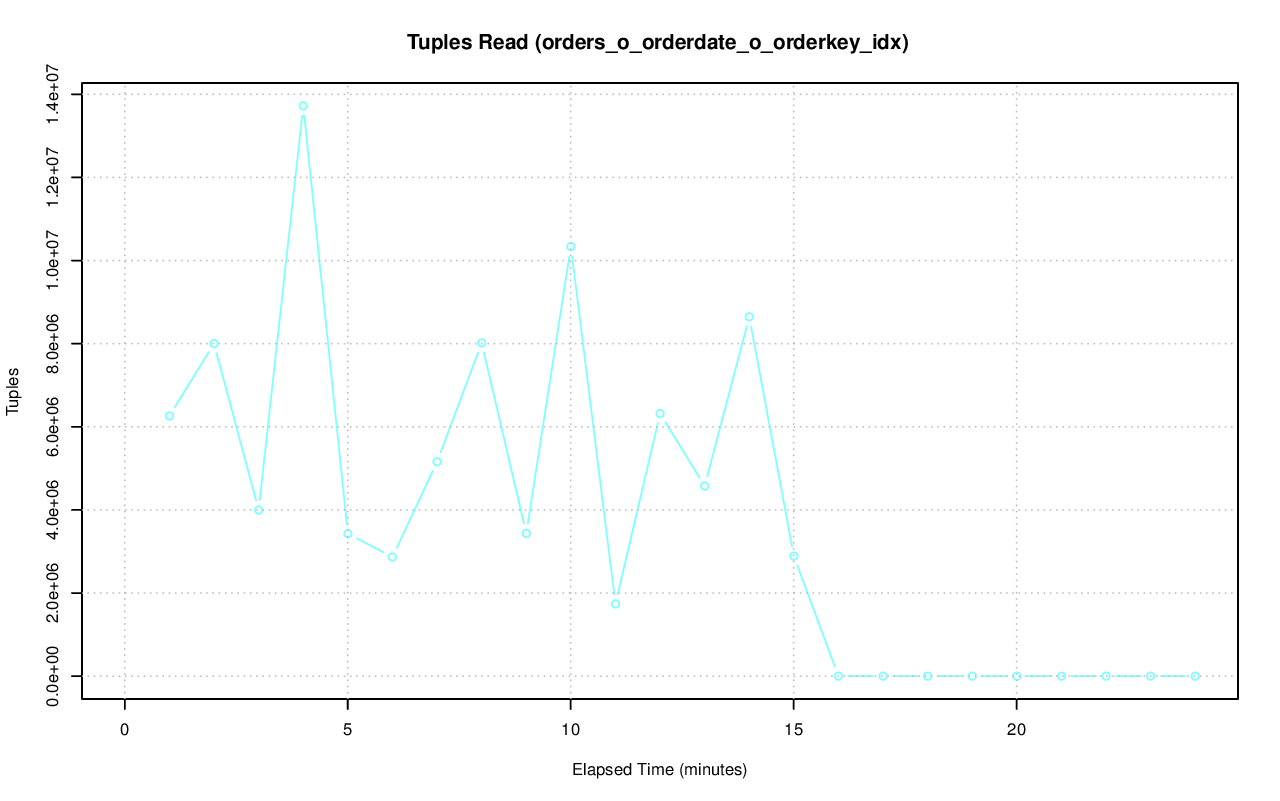 Tuples Read (orders_o_orderdate_o_orderkey_idx)
1.4e+07
1.2e+07
1.0e+07
8.0e+06
6.0e+06
4.0e+06
2.0e+06
0.0e+00
Tuples
0 5 10 15 20
Elapsed Time (minutes)